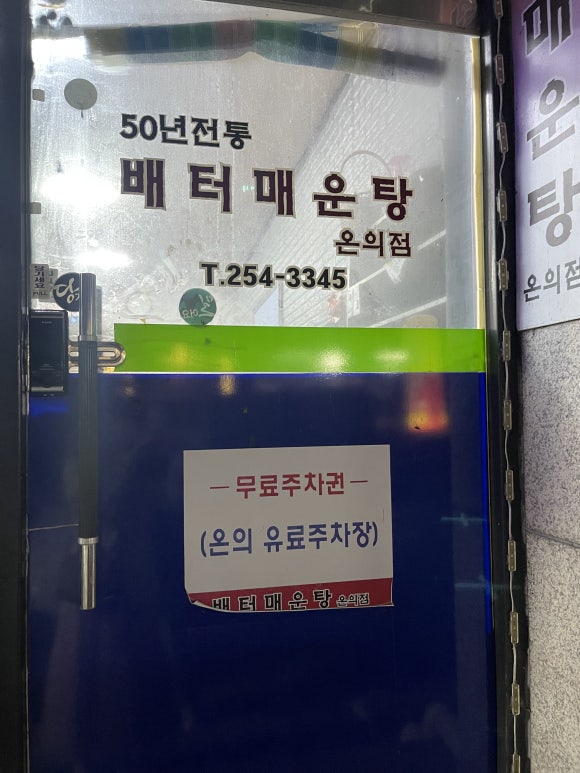 50년전통
배터매운탕
온의점
T.254-3345
당
무료주차권
(온의 유료주차장)
배터매운탕 온의점
매운탕
온의점